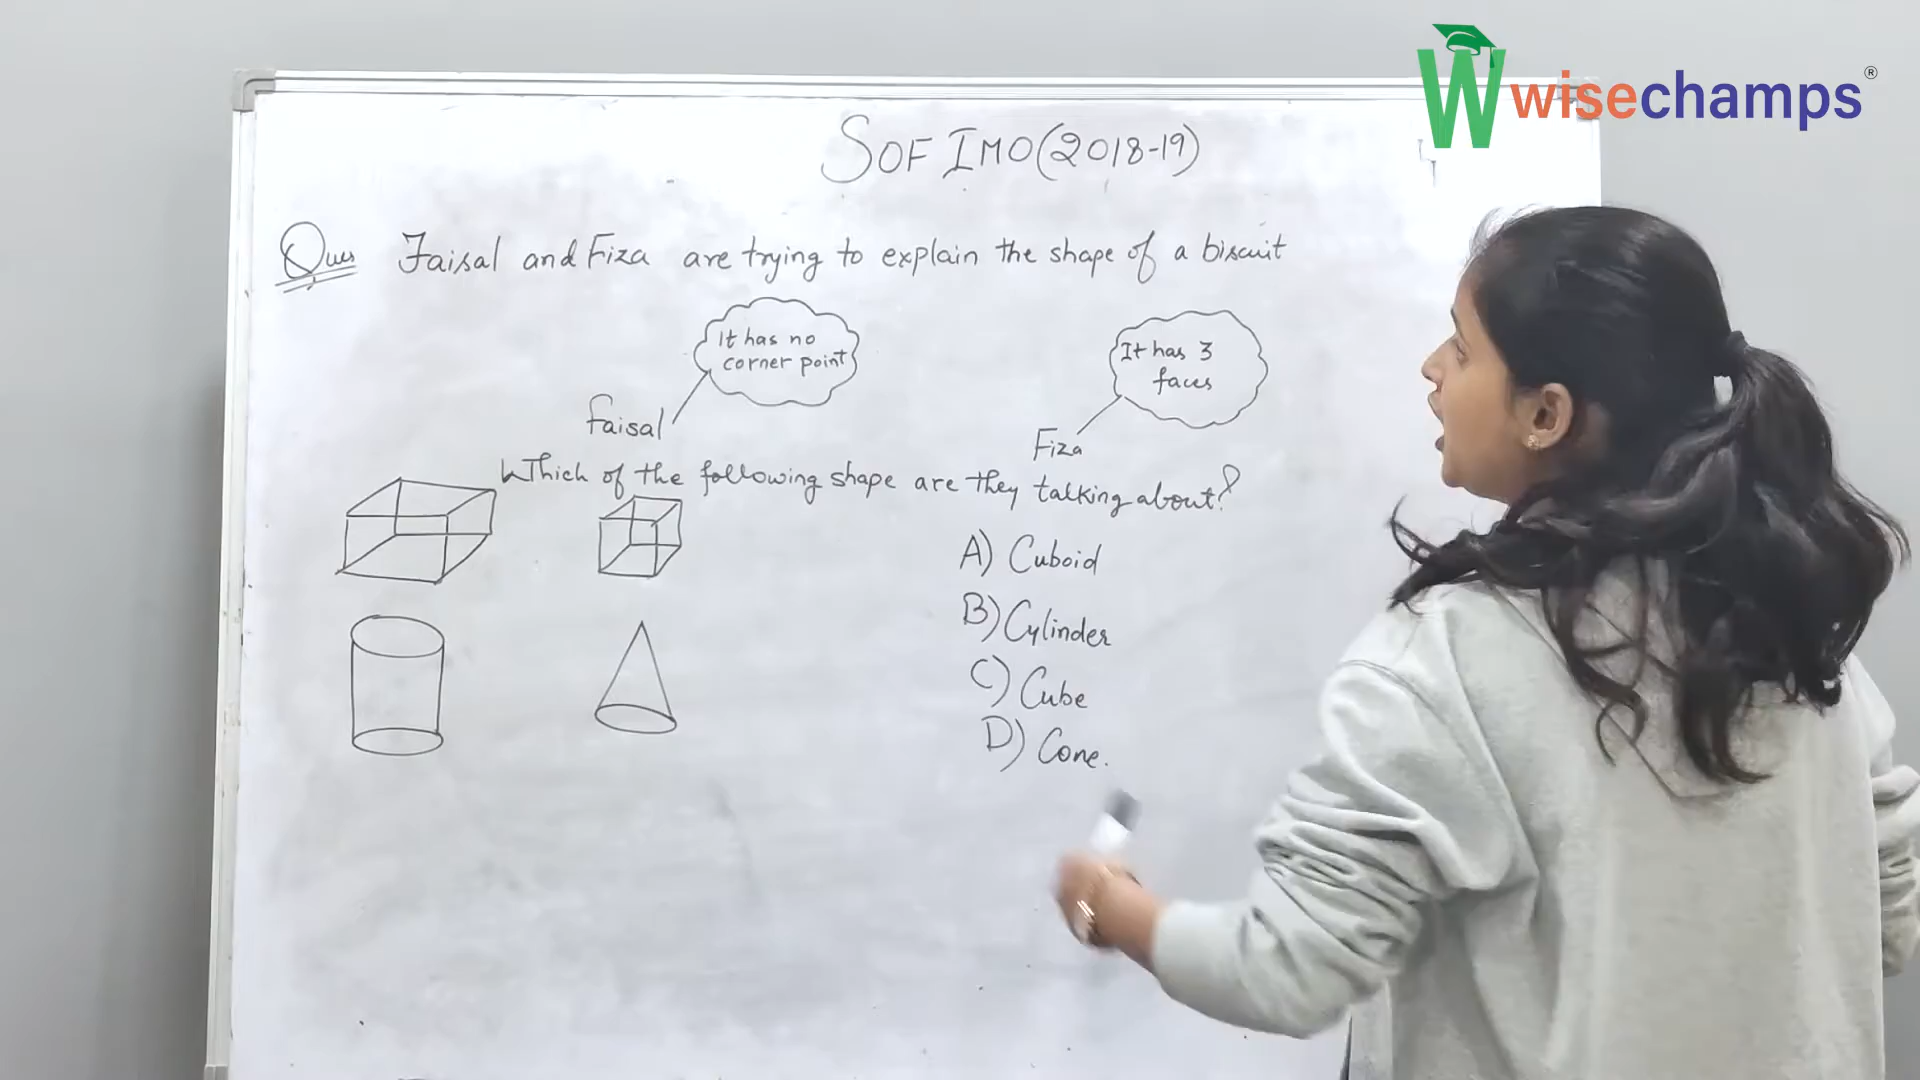 wisechamps®
SOF IMO(2018-19)
Ques Faisal and Fiza are trying to explain the shape of a biscuit
It has no
corner point
Faisal
It has 3
faces
Fiza
Which of the following shape are they talking about?
A) Cuboid
B) Cylinder
C) Cube
D) Cone.